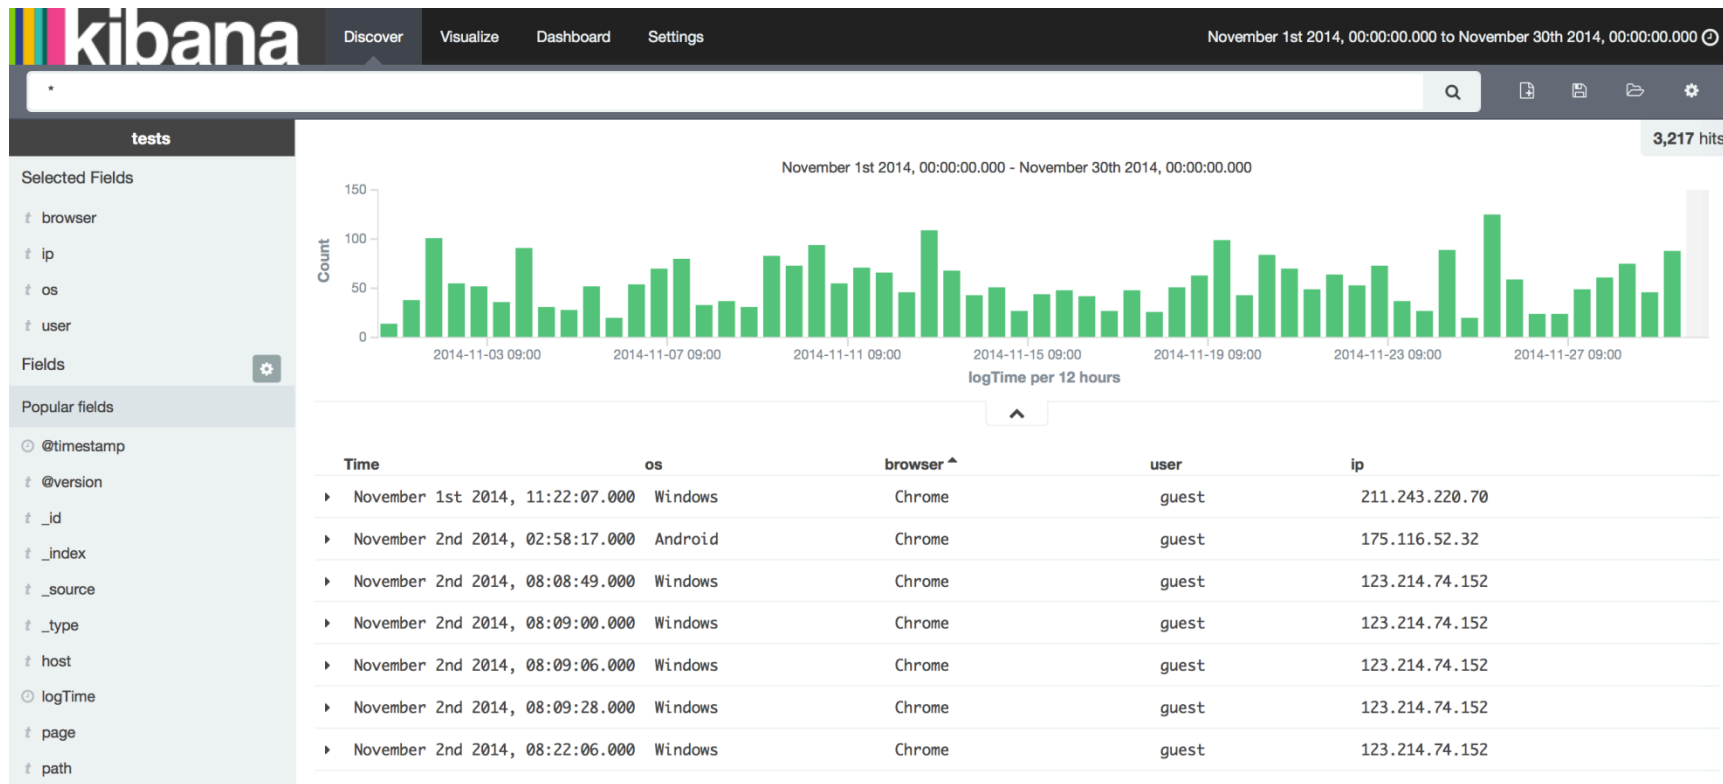 kibana
Discover Visualize Dashboard Settings November 1st 2014, 00:00:00.000 to November 30th 2014, 00:00:00.000
*
tests
3,217 hits
Selected Fields
t browser
t ip
t os
t user
Fields
Popular fields
@timestamp
t @version
t _id
t _index
t _source
t _type
t host
logTime
t page
t path
November 1st 2014, 00:00:00.000 - November 30th 2014, 00:00:00.000
Count
150
100
50
0
2014-11-03 09:00 2014-11-07 09:00 2014-11-11 09:00 2014-11-15 09:00 2014-11-19 09:00 2014-11-23 09:00 2014-11-27 09:00
logTime per 12 hours
Time os browser user ip
November 1st 2014, 11:22:07.000 Windows Chrome guest 211.243.220.70
November 2nd 2014, 02:58:17.000 Android Chrome guest 175.116.52.32
November 2nd 2014, 08:08:49.000 Windows Chrome guest 123.214.74.152
November 2nd 2014, 08:09:00.000 Windows Chrome guest 123.214.74.152
November 2nd 2014, 08:09:06.000 Windows Chrome guest 123.214.74.152
November 2nd 2014, 08:09:28.000 Windows Chrome guest 123.214.74.152
November 2nd 2014, 08:22:06.000 Windows Chrome guest 123.214.74.152